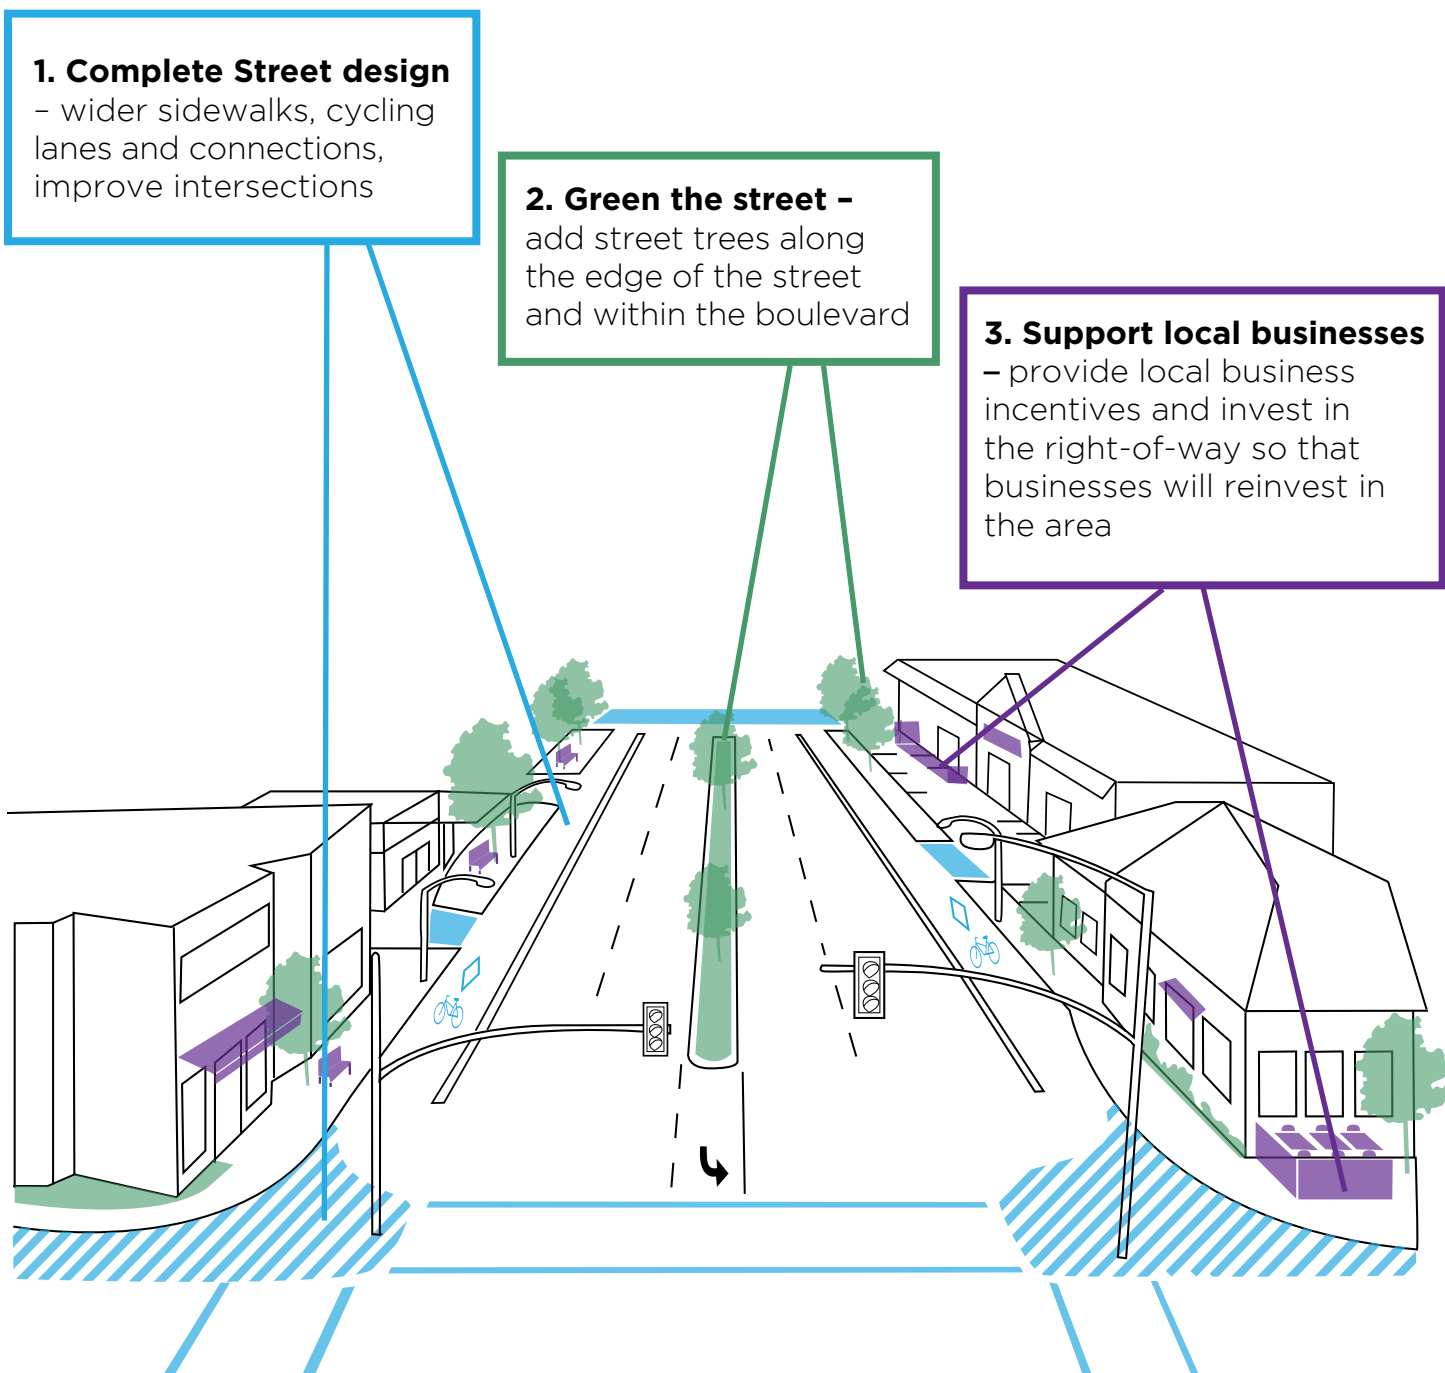 1. Complete Street design
– wider sidewalks, cycling
lanes and connections,
improve intersections
2. Green the street –
add street trees along
the edge of the street
and within the boulevard
3. Support local businesses
– provide local business
incentives and invest in
the right-of-way so that
businesses will reinvest in
the area